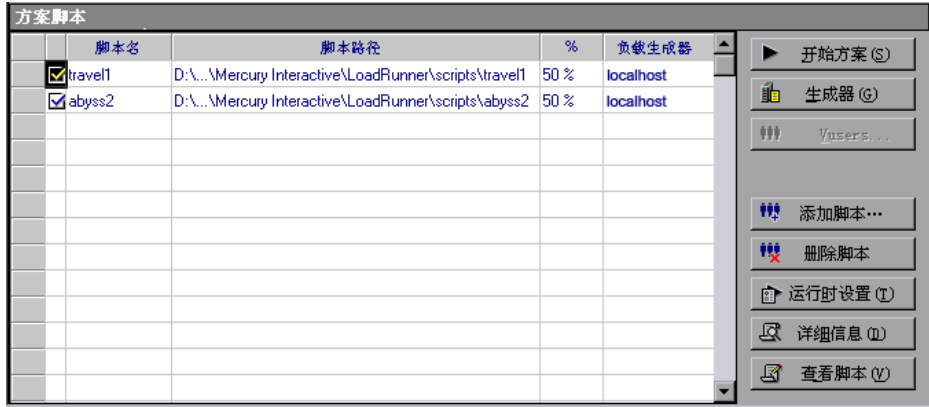 方案脚本
脚本名 脚本路径 % 负载生成器
travel1 D:\...\Mercury Interactive\LoadRunner\scripts\travel1 50 % localhost
abyss2 D:\...\Mercury Interactive\LoadRunner\scripts\abyss2 50 % localhost
开始方案(S)
生成器(G)
Vusers...
添加脚本…
删除脚本
运行时设置(T)
详细信息(D)
查看脚本(V)